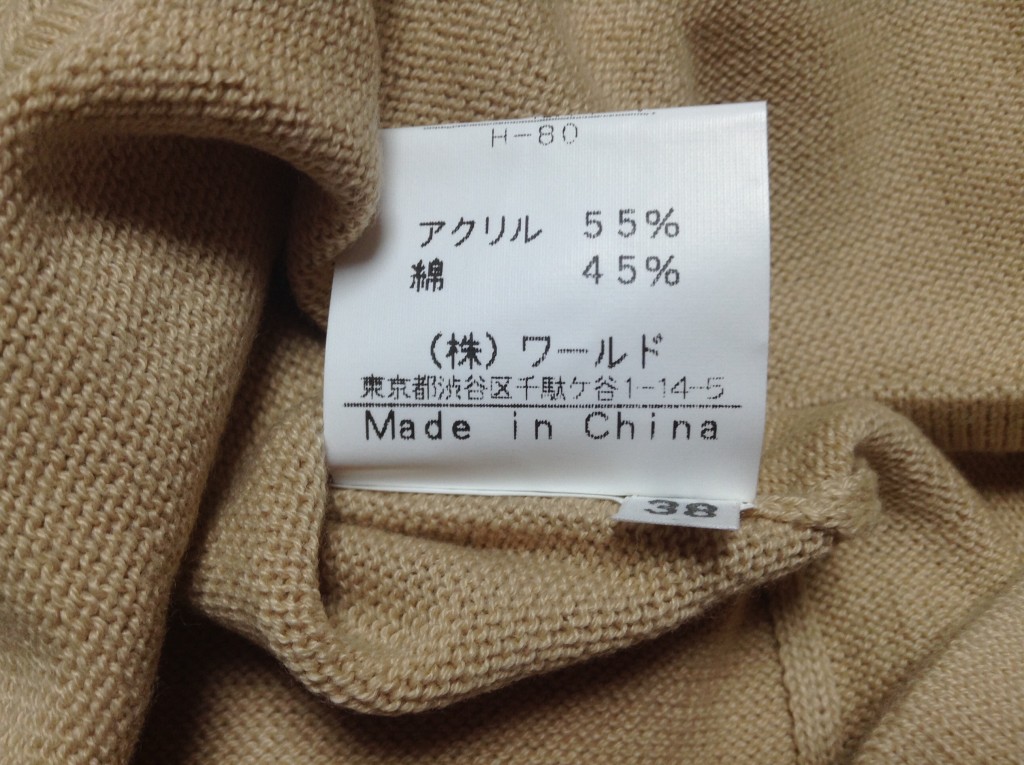 H-80
アクリル 55%
綿 45%
(株)ワールド
東京都渋谷区千駄ケ谷1-14-5
Made in China
38